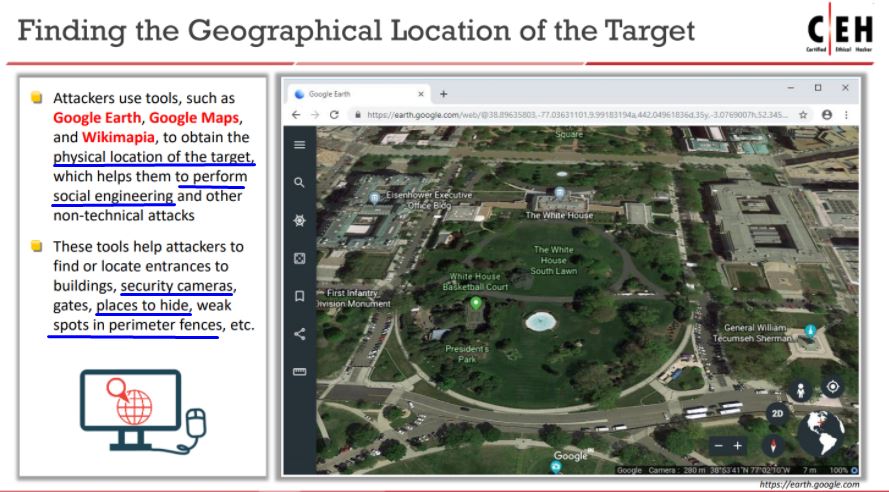 Finding the Geographical Location of the Target
C|EH
Certified Ethical Hacker
Attackers use tools, such as
Google Earth, Google Maps,
and Wikimapia, to obtain the
physical location of the target,
which helps them to perform
social engineering and other
non-technical attacks
These tools help attackers to
find or locate entrances to
buildings, security cameras,
gates, places to hide, weak
spots in perimeter fences, etc.
Google Earth
https://earth.google.com/web/@38.89635803,-77.03631101,9.99183194a,442.04961836d,35y,-3.0769007h,52.345...
Square
Eisenhower Executive
Office Bldg
The White House
The White
House
South Lawn
White House
Basketball Court
First Infantry
Division Monument
General William
Tecumseh Sherman...
President's
Park
2D
Google
Google Camera: 280 m 38°53'41"N 77°02'10"W 7 m 100%
https://earth.google.com